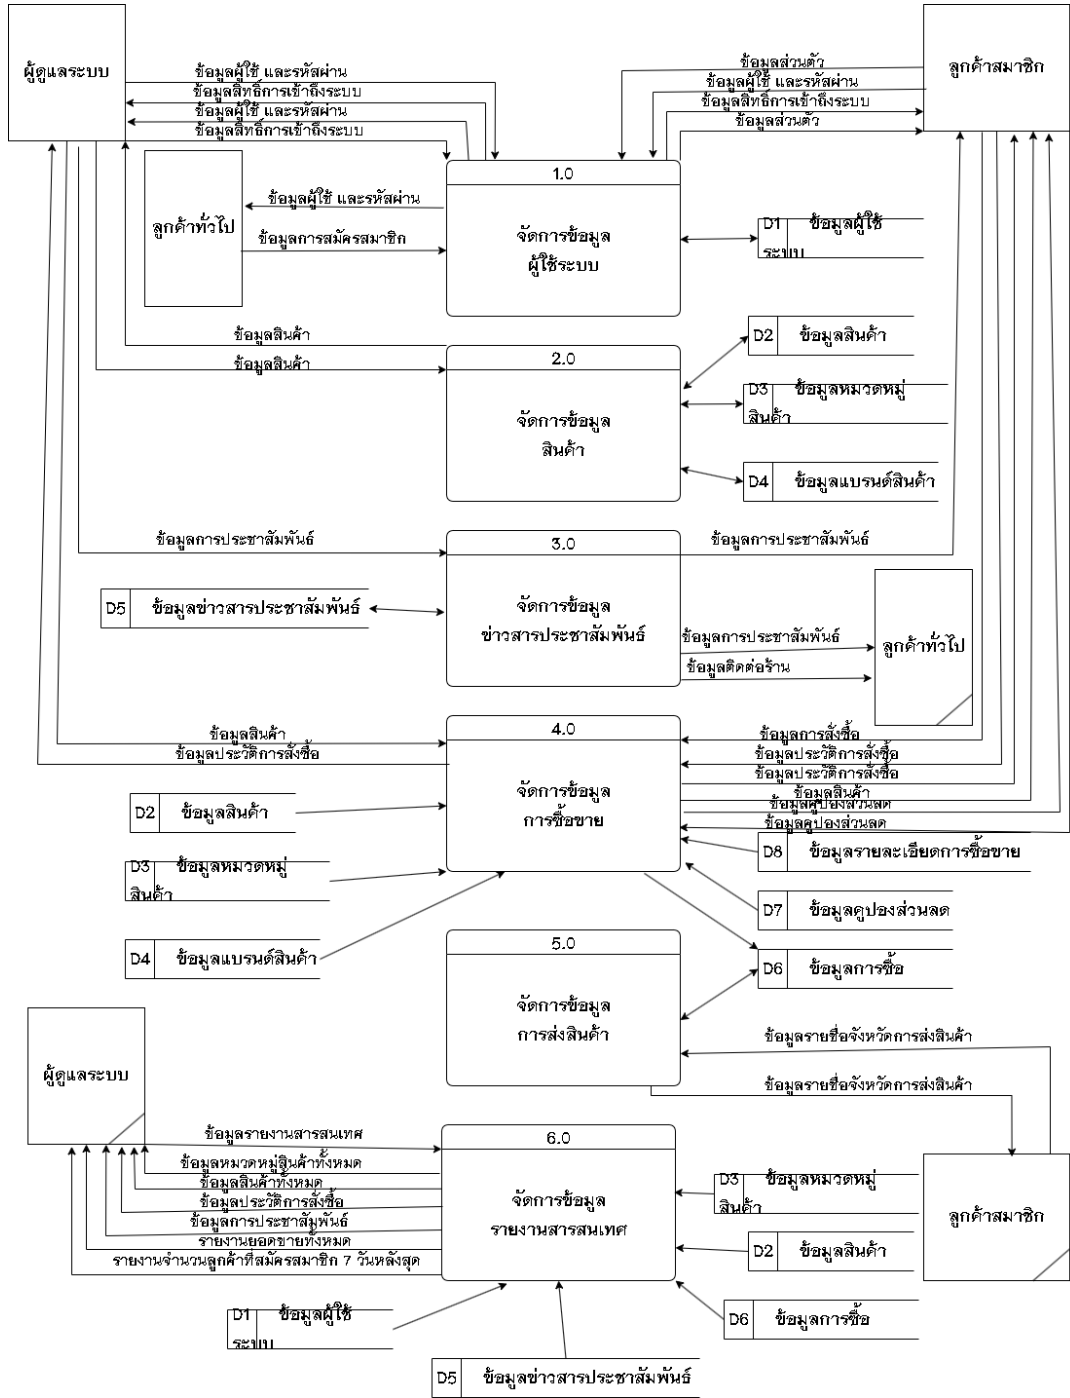 ผู้ดูแลระบบ
ลูกค้าสมาชิก
ข้อมูลผู้ใช้ และรหัสผ่าน
ข้อมูลสิทธิ์การเข้าถึงระบบ
ข้อมูลผู้ใช้ และรหัสผ่าน
ข้อมูลสิทธิ์การเข้าถึงระบบ
ข้อมูลส่วนตัว
ข้อมูลผู้ใช้ และรหัสผ่าน
ข้อมูลสิทธิ์การเข้าถึงระบบ
ข้อมูลส่วนตัว
ลูกค้าทั่วไป
ข้อมูลผู้ใช้ และรหัสผ่าน
ข้อมูลการสมัครสมาชิก
1.0
จัดการข้อมูล
ผู้ใช้ระบบ
D1 ข้อมูลผู้ใช้
ระบบ
ข้อมูลสินค้า
ข้อมูลสินค้า
2.0
จัดการข้อมูล
สินค้า
D2 ข้อมูลสินค้า
D3 ข้อมูลหมวดหมู่
สินค้า
D4 ข้อมูลแบรนด์สินค้า
ข้อมูลการประชาสัมพันธ์
3.0
จัดการข้อมูล
ข่าวสารประชาสัมพันธ์
ข้อมูลการประชาสัมพันธ์
D5 ข้อมูลข่าวสารประชาสัมพันธ์
ข้อมูลการประชาสัมพันธ์
ข้อมูลติดต่อร้าน
ลูกค้าทั่วไป
ข้อมูลสินค้า
ข้อมูลประวัติการสั่งซื้อ
4.0
จัดการข้อมูล
การซื้อขาย
ข้อมูลการสั่งซื้อ
ข้อมูลประวัติการสั่งซื้อ
ข้อมูลประวัติการสั่งซื้อ
ข้อมูลสินค้า
ข้อมูลคูปองส่วนลด
ข้อมูลคูปองส่วนลด
D2 ข้อมูลสินค้า
D3 ข้อมูลหมวดหมู่
สินค้า
D4 ข้อมูลแบรนด์สินค้า
D8 ข้อมูลรายละเอียดการซื้อขาย
D7 ข้อมูลคูปองส่วนลด
D6 ข้อมูลการซื้อ
5.0
จัดการข้อมูล
การส่งสินค้า
ข้อมูลรายชื่อจังหวัดการส่งสินค้า
ข้อมูลรายชื่อจังหวัดการส่งสินค้า
ผู้ดูแลระบบ
ข้อมูลรายงานสารสนเทศ
ข้อมูลหมวดหมู่สินค้าทั้งหมด
ข้อมูลสินค้าทั้งหมด
ข้อมูลประวัติการสั่งซื้อ
ข้อมูลการประชาสัมพันธ์
รายงานยอดขายทั้งหมด
รายงานจำนวนลูกค้าที่สมัครสมาชิก 7 วันหลังสุด
6.0
จัดการข้อมูล
รายงานสารสนเทศ
D3 ข้อมูลหมวดหมู่
สินค้า
D2 ข้อมูลสินค้า
D6 ข้อมูลการซื้อ
ลูกค้าสมาชิก
D1 ข้อมูลผู้ใช้
ระบบ
D5 ข้อมูลข่าวสารประชาสัมพันธ์